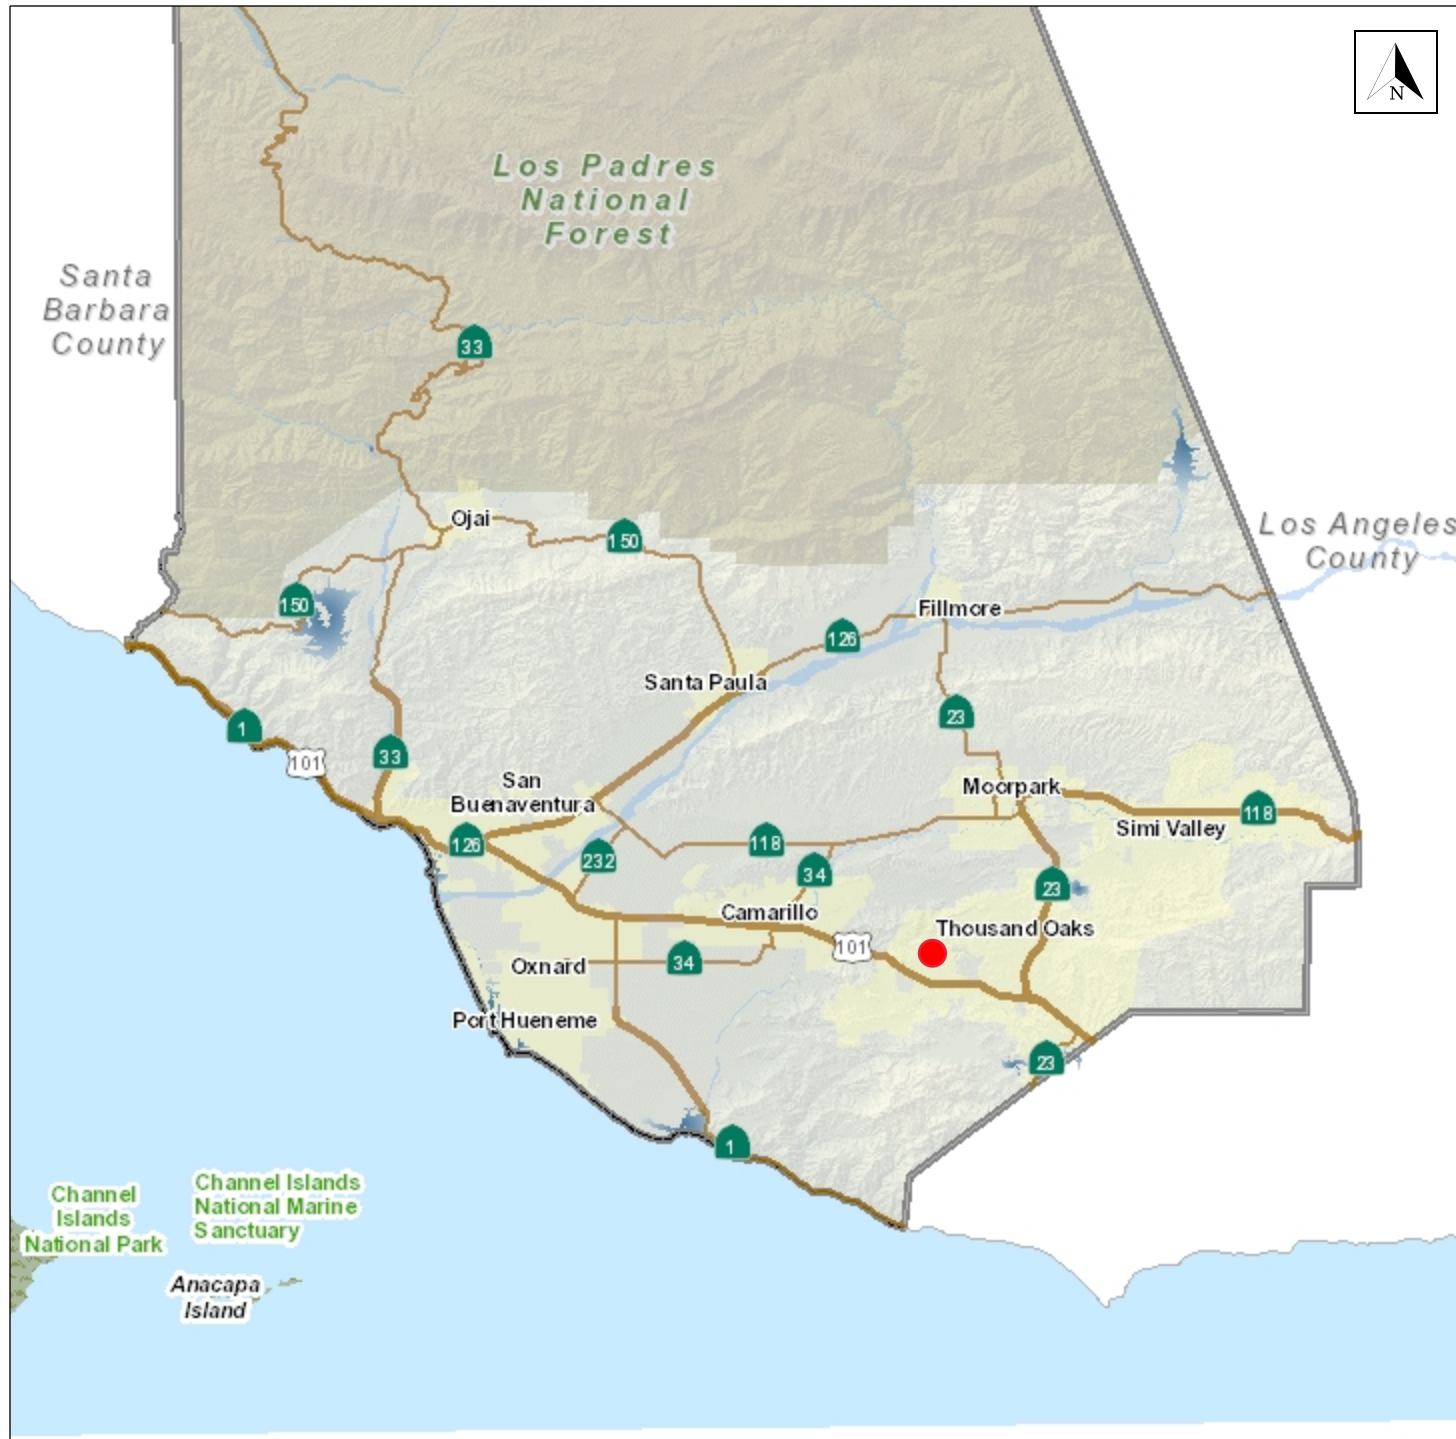 N
Los Padres
National
Forest
Santa
Barbara
County
33
Los Angeles
County
Ojai
150
150
Fillmore
126
Santa Paula
23
1
101
33
San
Buenaventura
Moorpark
118
Simi Valley
126
232
118
34
23
Camarillo
Thousand Oaks
101
Oxnard
34
Port Hueneme
23
1
Channel
Islands
National Park
Channel Islands
National Marine
Sanctuary
Anacapa
Island